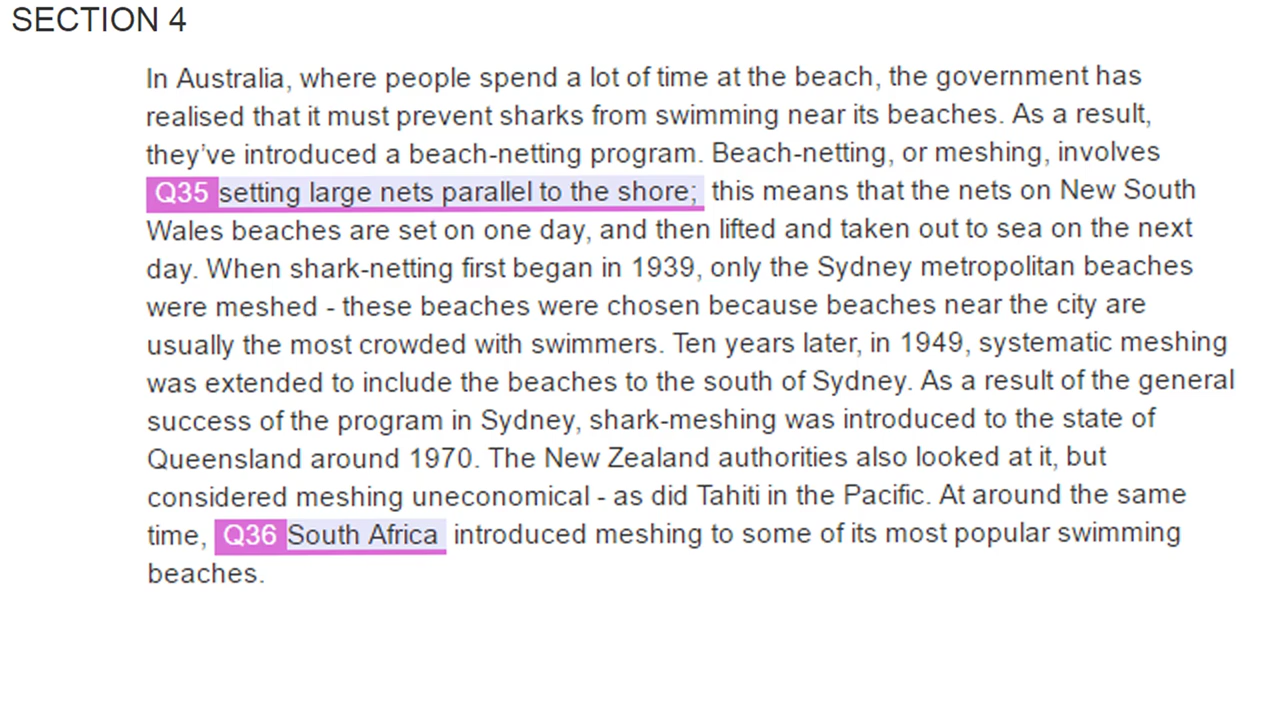 SECTION 4
In Australia, where people spend a lot of time at the beach, the government has
realised that it must prevent sharks from swimming near its beaches. As a result,
they’ve introduced a beach-netting program. Beach-netting, or meshing, involves
Q35 setting large nets parallel to the shore; this means that the nets on New South
Wales beaches are set on one day, and then lifted and taken out to sea on the next
day. When shark-netting first began in 1939, only the Sydney metropolitan beaches
were meshed - these beaches were chosen because beaches near the city are
usually the most crowded with swimmers. Ten years later, in 1949, systematic meshing
was extended to include the beaches to the south of Sydney. As a result of the general
success of the program in Sydney, shark-meshing was introduced to the state of
Queensland around 1970. The New Zealand authorities also looked at it, but
considered meshing uneconomical - as did Tahiti in the Pacific. At around the same
time, Q36 South Africa introduced meshing to some of its most popular swimming
beaches.